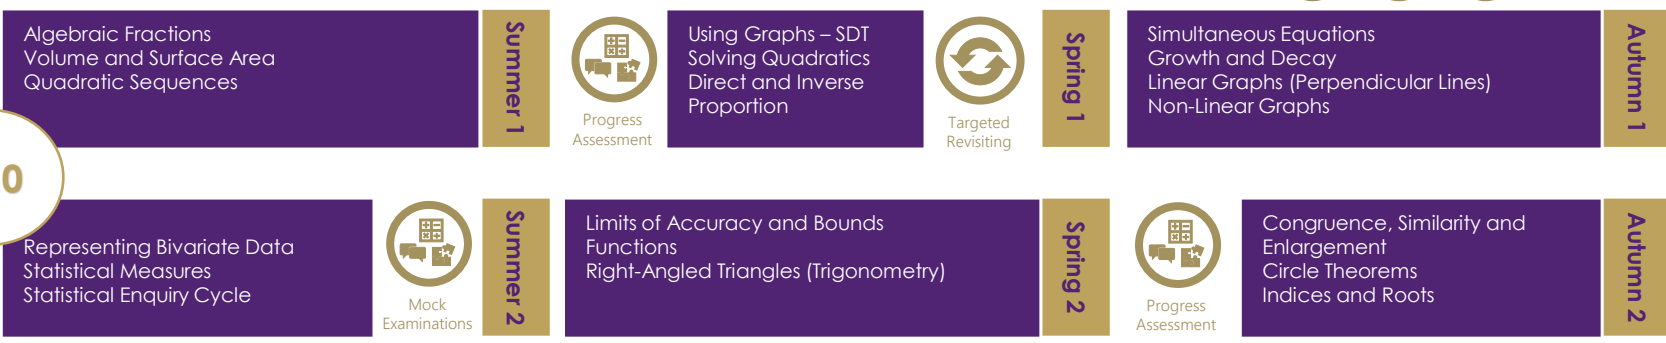 Algebraic Fractions
Volume and Surface Area
Quadratic Sequences
Summer 1
Progress
Assessment
Using Graphs – SDT
Solving Quadratics
Direct and Inverse
Proportion
Targeted
Revisiting
Spring 1
Simultaneous Equations
Growth and Decay
Linear Graphs (Perpendicular Lines)
Non-Linear Graphs
Autumn 1
0
Representing Bivariate Data
Statistical Measures
Statistical Enquiry Cycle
Mock
Examinations
Summer 2
Limits of Accuracy and Bounds
Functions
Right-Angled Triangles (Trigonometry)
Spring 2
Progress
Assessment
Congruence, Similarity and
Enlargement
Circle Theorems
Indices and Roots
Autumn 2